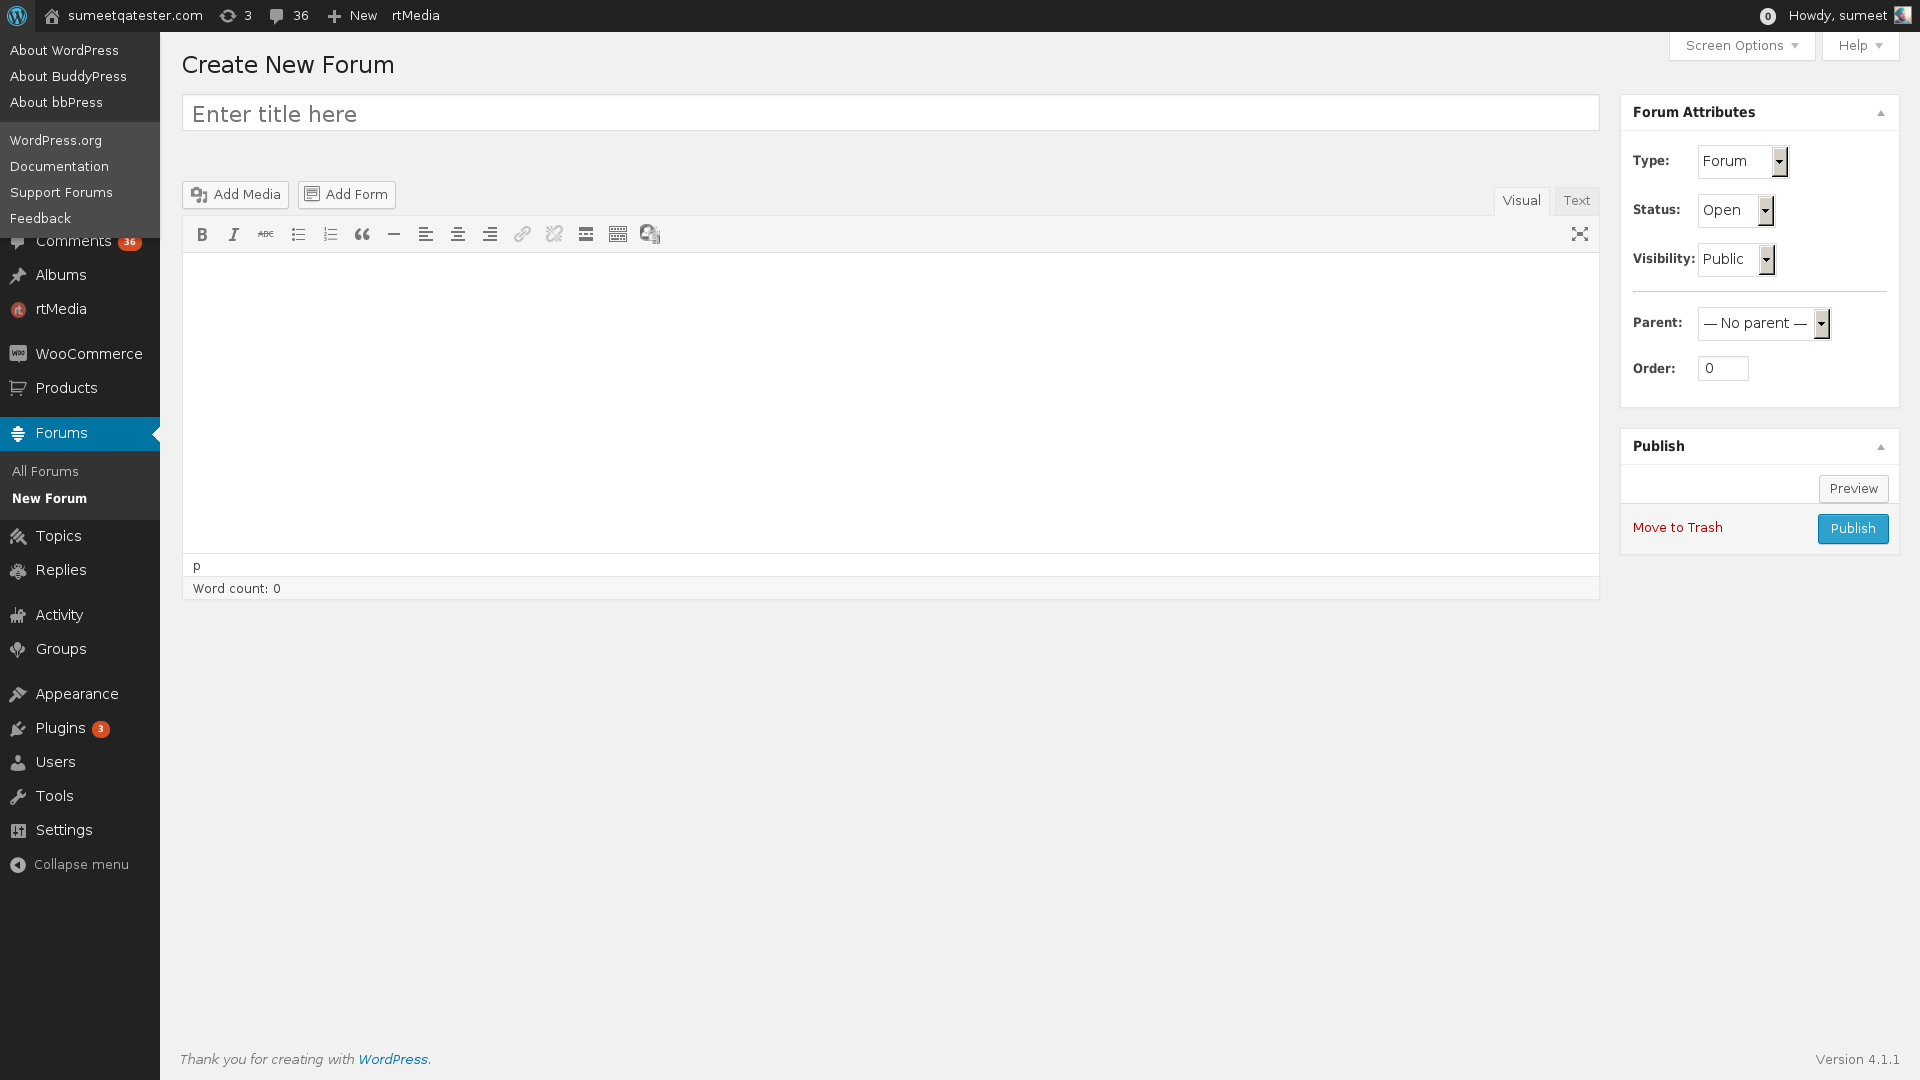 sumeetqatester.com 3 36 New rtMedia 0 Howdy, sumeet
About WordPress
About BuddyPress
About bbPress
WordPress.org
Documentation
Support Forums
Feedback
Comments 36
Albums
rtMedia
WooCommerce
Products
Forums
All Forums
New Forum
Topics
Replies
Activity
Groups
Appearance
Plugins 3
Users
Tools
Settings
Collapse menu
Screen Options Help
Create New Forum
Enter title here
Add Media Add Form Visual Text
B I ABC
p
Word count: 0
Forum Attributes
Type: Forum
Status: Open
Visibility: Public
Parent: — No parent —
Order: 0
Publish
Preview
Move to Trash Publish
Thank you for creating with WordPress. Version 4.1.1